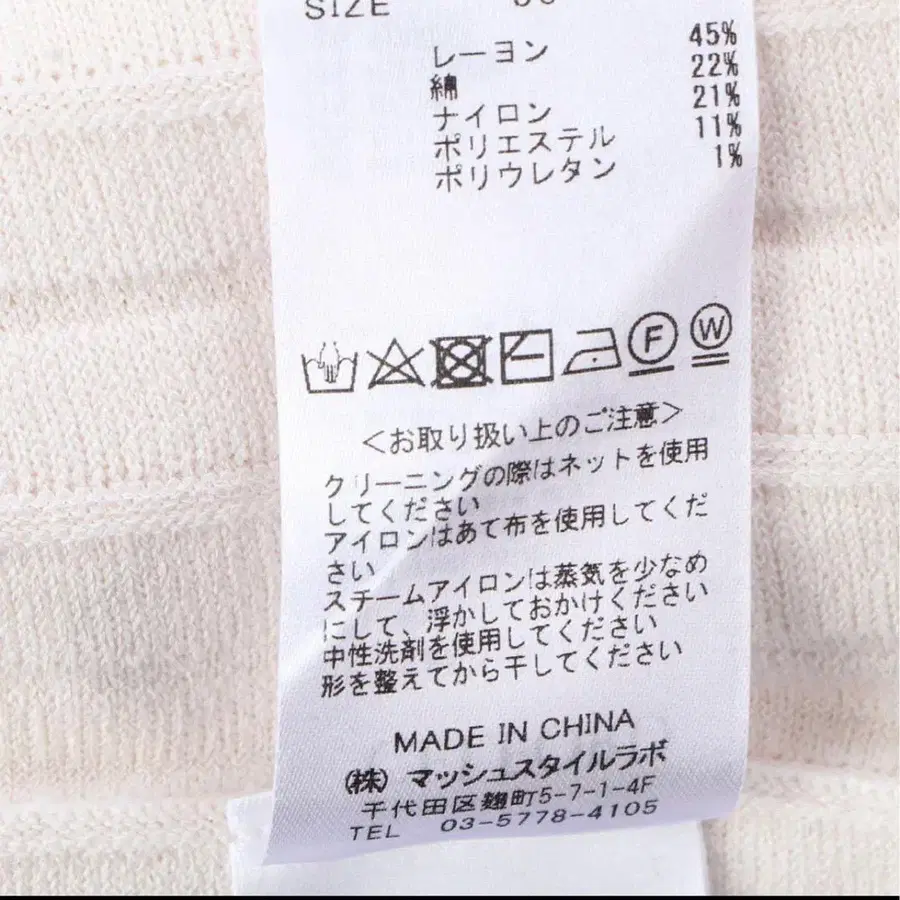 SIZE
レーヨン 45%
綿 22%
ナイロン 21%
ポリエステル 11%
ポリウレタン 1%
F W
<お取り扱い上のご注意>
クリーニングの際はネットを使用
してください
アイロンはあて布を使用してくだ
さい
スチームアイロンは蒸気を少なめ
にして、浮かしておかけください
中性洗剤を使用してください
形を整えてから干してください
MADE IN CHINA
(株) マッシュスタイルラボ
千代田区麹町5-7-1-4F
TEL 03-5778-4105